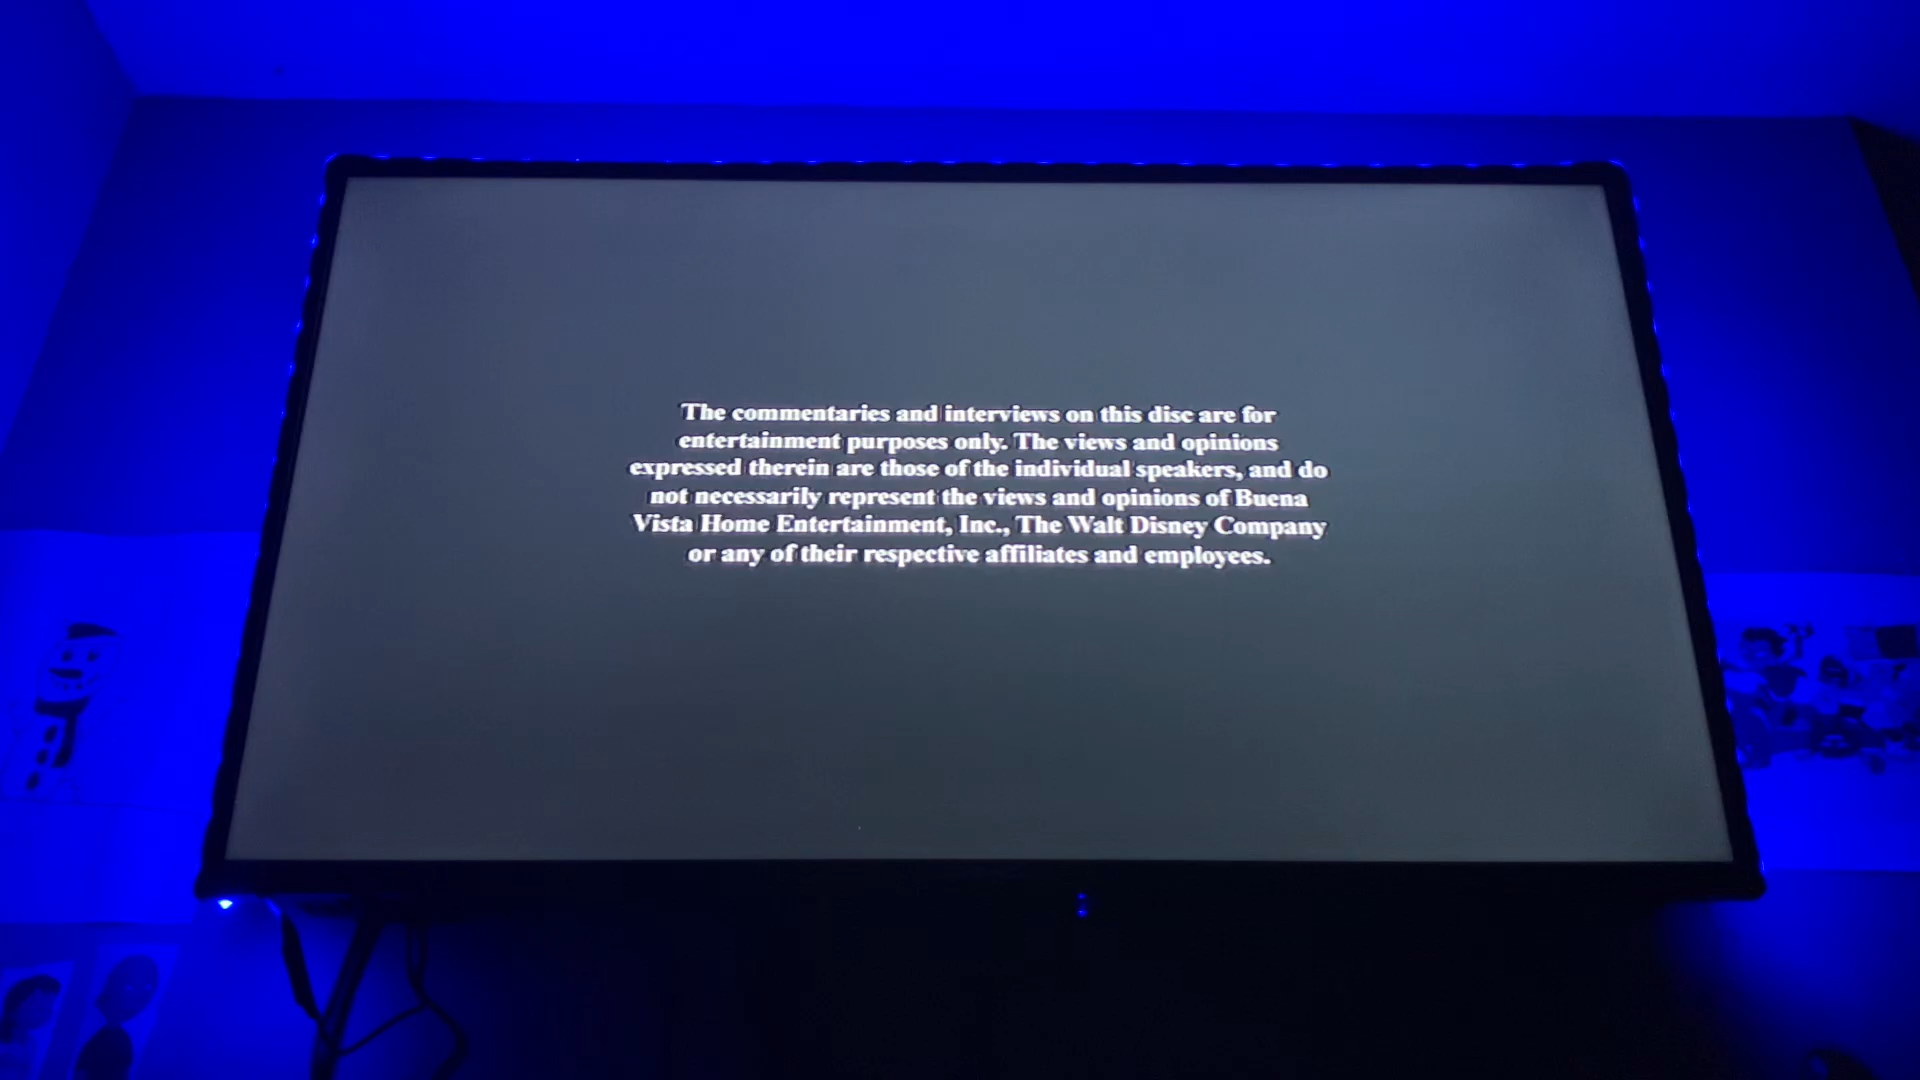 The commentaries and interviews on this disc are for
entertainment purposes only. The views and opinions
expressed therein are those of the individual speakers, and do
not necessarily represent the views and opinions of Buena
Vista Home Entertainment, Inc., The Walt Disney Company
or any of their respective affiliates and employees.